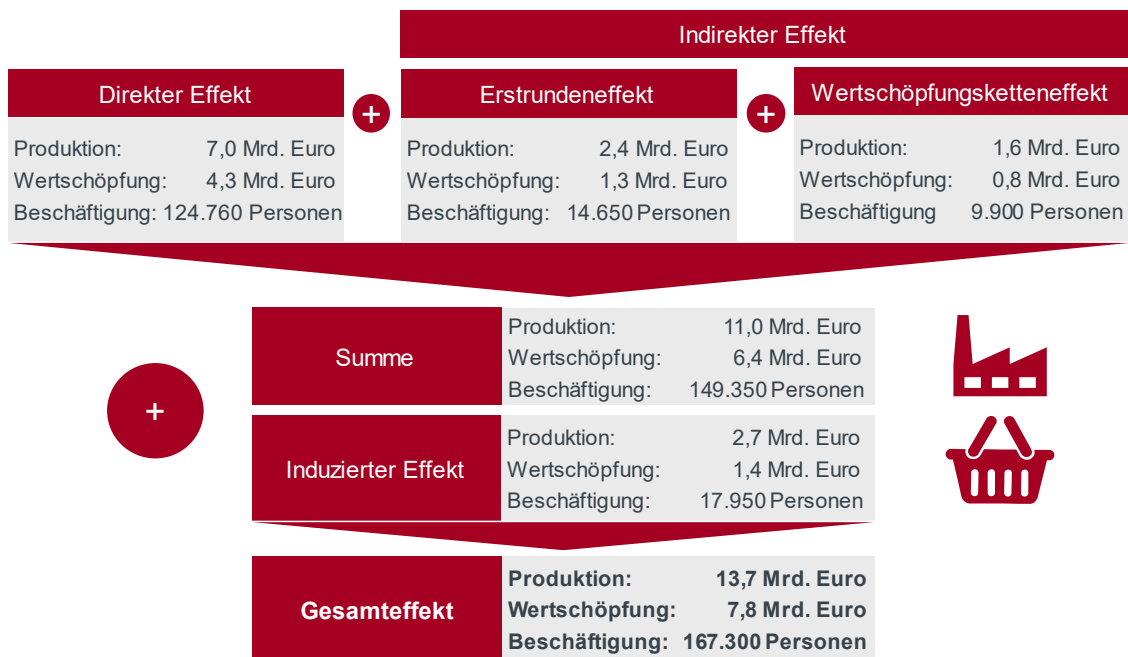 Indirekter Effekt
Direkter Effekt
+
Erstrundeneffekt
+
Wertschöpfungsketteneffekt
Produktion: 7,0 Mrd. Euro
Wertschöpfung: 4,3 Mrd. Euro
Beschäftigung: 124.760 Personen
Produktion: 2,4 Mrd. Euro
Wertschöpfung: 1,3 Mrd. Euro
Beschäftigung: 14.650 Personen
Produktion: 1,6 Mrd. Euro
Wertschöpfung: 0,8 Mrd. Euro
Beschäftigung 9.900 Personen
Summe
Produktion: 11,0 Mrd. Euro
Wertschöpfung: 6,4 Mrd. Euro
Beschäftigung: 149.350 Personen
+
Induzierter Effekt
Produktion: 2,7 Mrd. Euro
Wertschöpfung: 1,4 Mrd. Euro
Beschäftigung: 17.950 Personen
Gesamteffekt
Produktion: 13,7 Mrd. Euro
Wertschöpfung: 7,8 Mrd. Euro
Beschäftigung: 167.300 Personen